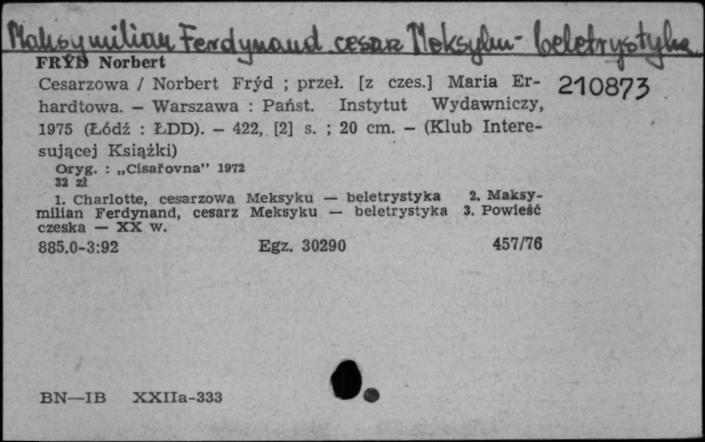 Maksymilian Ferdynand cesarz Meksyku - beletrystyka
FRÝD Norbert
Cesarzowa / Norbert Frýd ; przeł. [z czes.] Maria Er-
hardtowa. — Warszawa : Państ. Instytut Wydawniczy,
1975 (Łódź : ŁDD). — 422, [2] s. ; 20 cm. — (Klub Intere-
sującej Książki)
210873
Oryg. : „Cisařovna” 1972
32 zł
1. Charlotte, cesarzowa Meksyku — beletrystyka 2. Maksy-
milian Ferdynand, cesarz Meksyku — beletrystyka 3. Powieść
czeska — XX w.
885.0-3:92 Egz. 30290 457/76
BN—IB XXIIa-333